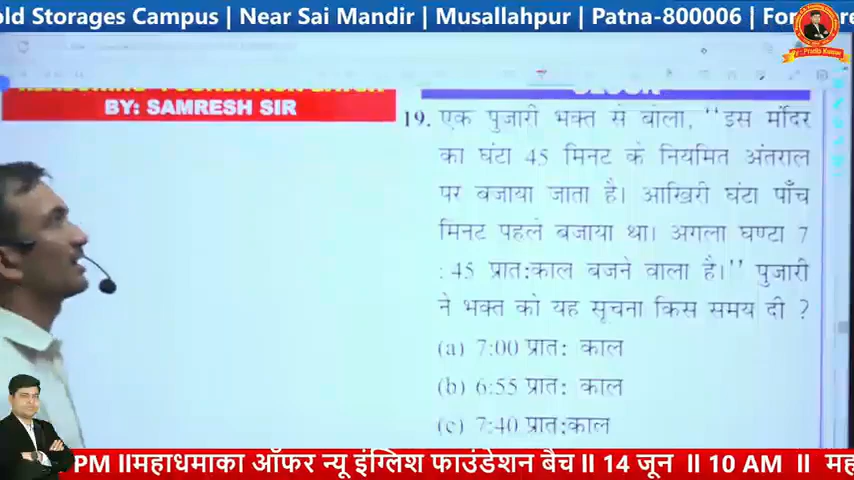 old Storages Campus | Near Sai Mandir | Musallahpur | Patna-800006 | For
BY: SAMRESH SIR
19. एक पुजारी भक्त से बोला, "इस मंदिर
का घंटा 45 मिनट के नियमित अंतराल
पर बजाया जाता है। आखिरी घंटा पाँच
मिनट पहले बजाया था। अगला घण्टा 7
: 45 प्रात:काल बजने वाला है।" पुजारी
ने भक्त को यह सूचना किस समय दी ?
(a) 7:00 प्रात: काल
(b) 6:55 प्रात: काल
(c) 7:40 प्रात:काल
PM ॥महाधमाका ऑफर न्यू इंग्लिश फाउंडेशन बैच ॥ 14 जून ॥ 10 AM ॥ मह